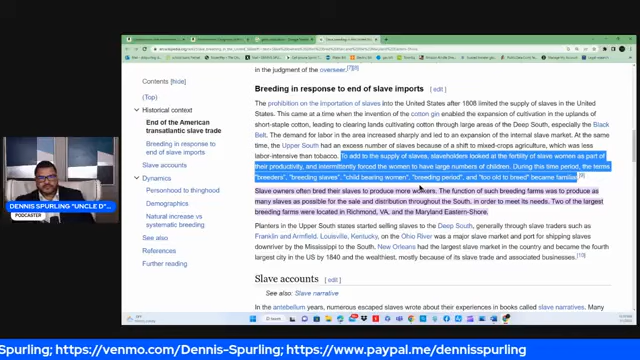 in the judgment of the overseer.[7][8]
Contents [hide]
(Top)
Historical context
End of the American
transatlantic slave trade
Breeding in response to
end of slave imports
Slave accounts
Dynamics
Personhood to thinghood
Demographics
Natural increase vs
systematic breeding
See also
References
Further reading
Breeding in response to end of slave imports [ edit ]
The prohibition on the importation of slaves into the United States after 1808 limited the supply of slaves in the United
States. This came at a time when the invention of the cotton gin enabled the expansion of cultivation in the uplands of
short-staple cotton, leading to clearing lands cultivating cotton through large areas of the Deep South, especially the Black
Belt. The demand for labor in the area increased sharply and led to an expansion of the internal slave market. At the same
time, the Upper South had an excess number of slaves because of a shift to mixed-crops agriculture, which was less
labor-intensive than tobacco. To add to the supply of slaves, slaveholders looked at the fertility of slave women as part of
their productivity, and intermittently forced the women to have large numbers of children. During this time period, the terms
"breeders", "breeding slaves", "child bearing women", "breeding period", and "too old to breed" became familiar.[9]
Slave owners often bred their slaves to produce more workers. The function of such breeding farms was to produce as
many slaves as possible for the sale and distribution throughout the South, in order to meet its needs. Two of the largest
breeding farms were located in Richmond, VA, and the Maryland Eastern-Shore.
Planters in the Upper South states started selling slaves to the Deep South, generally through slave traders such as
Franklin and Armfield. Louisville, Kentucky, on the Ohio River was a major slave market and port for shipping slaves
downriver by the Mississippi to the South. New Orleans had the largest slave market in the country and became the fourth
largest city in the US by 1840 and the wealthiest, mostly because of its slave trade and associated businesses.[10]
Slave accounts [ edit ]
See also: Slave narrative
In the antebellum years, numerous escaped slaves wrote about their experiences in books called slave narratives. Many
DENNIS SPURLING "UNCLE D"...
PODCASTER
Spurling; https://venmo.com/Dennis-Spurling; https://www.paypal.me/dennisspurling